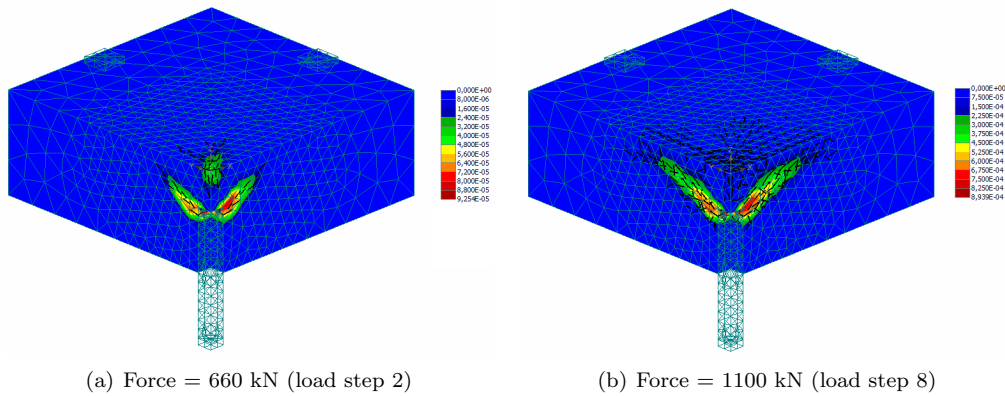 0,000E+00
8,000E-06
1,600E-05
2,400E-05
3,200E-05
4,000E-05
4,800E-05
5,600E-05
6,400E-05
7,200E-05
8,000E-05
8,800E-05
9,254E-05
0,000E+00
7,500E-05
1,500E-04
2,250E-04
3,000E-04
3,750E-04
4,500E-04
5,250E-04
6,000E-04
6,750E-04
7,500E-04
8,250E-04
8,939E-04
(a) Force = 660 kN (load step 2)
(b) Force = 1100 kN (load step 8)